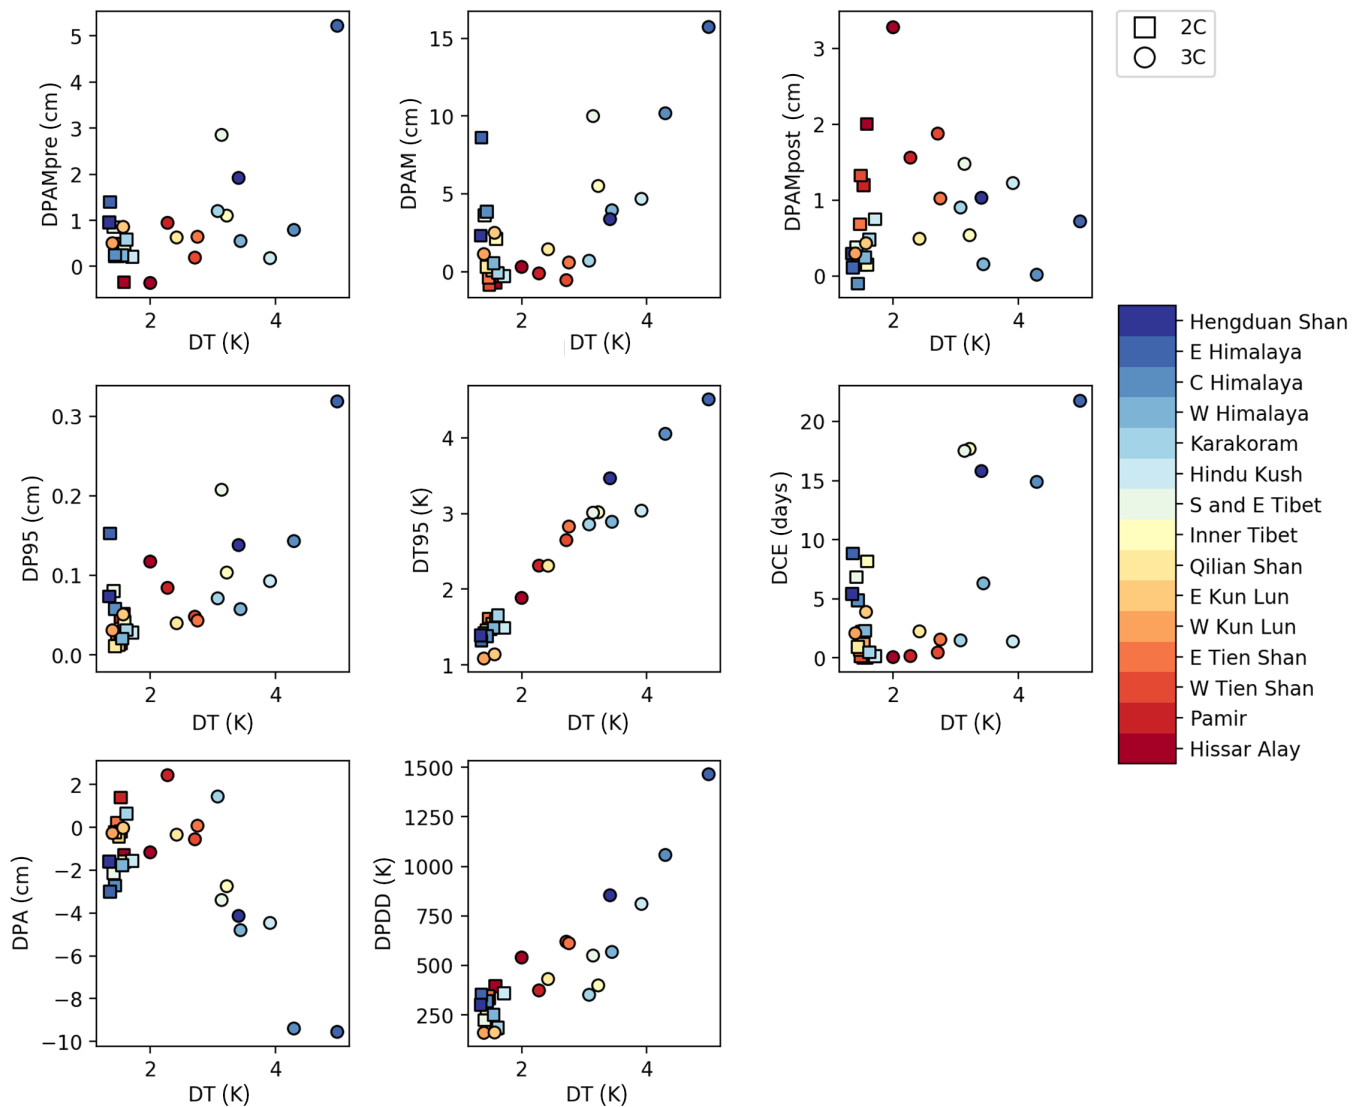 DPAMpre (cm)
5
4
3
2
1
0
2
4
DT (K)
DPAM (cm)
15
10
5
0
2
4
DT (K)
DPAMpost (cm)
3
2
1
0
2
4
DT (K)
2C
3C
DP95 (cm)
0.3
0.2
0.1
0.0
2
4
DT (K)
DT95 (K)
4
3
2
1
2
4
DT (K)
DCE (days)
20
15
10
5
0
2
4
DT (K)
Hengduan Shan
E Himalaya
C Himalaya
W Himalaya
Karakoram
Hindu Kush
S and E Tibet
Inner Tibet
Qilian Shan
E Kun Lun
W Kun Lun
E Tien Shan
W Tien Shan
Pamir
Hissar Alay
DPA (cm)
2
0
−2
−4
−6
−8
−10
2
4
DT (K)
DPDD (K)
1500
1250
1000
750
500
250
2
4
DT (K)